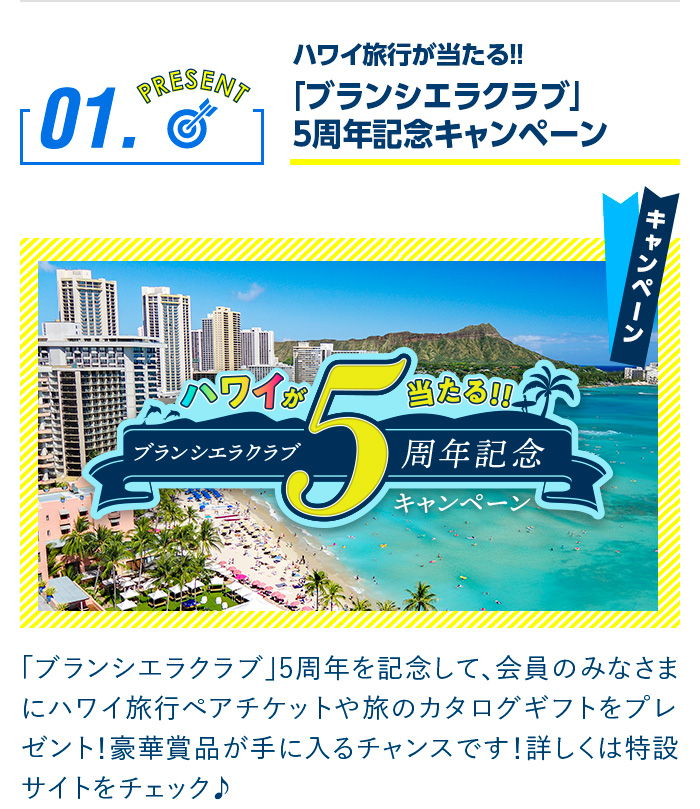 01.
PRESENT
ハワイ旅行が当たる!!
「ブランシエラクラブ」
5周年記念キャンペーン
キャンペーン
ハワイが 当たる!!
ブランシエラクラブ 5 周年記念
キャンペーン
「ブランシエラクラブ」5周年を記念して、会員のみなさま
にハワイ旅行ペアチケットや旅のカタログギフトをプレ
ゼント!豪華賞品が手に入るチャンスです!詳しくは特設
サイトをチェック♪